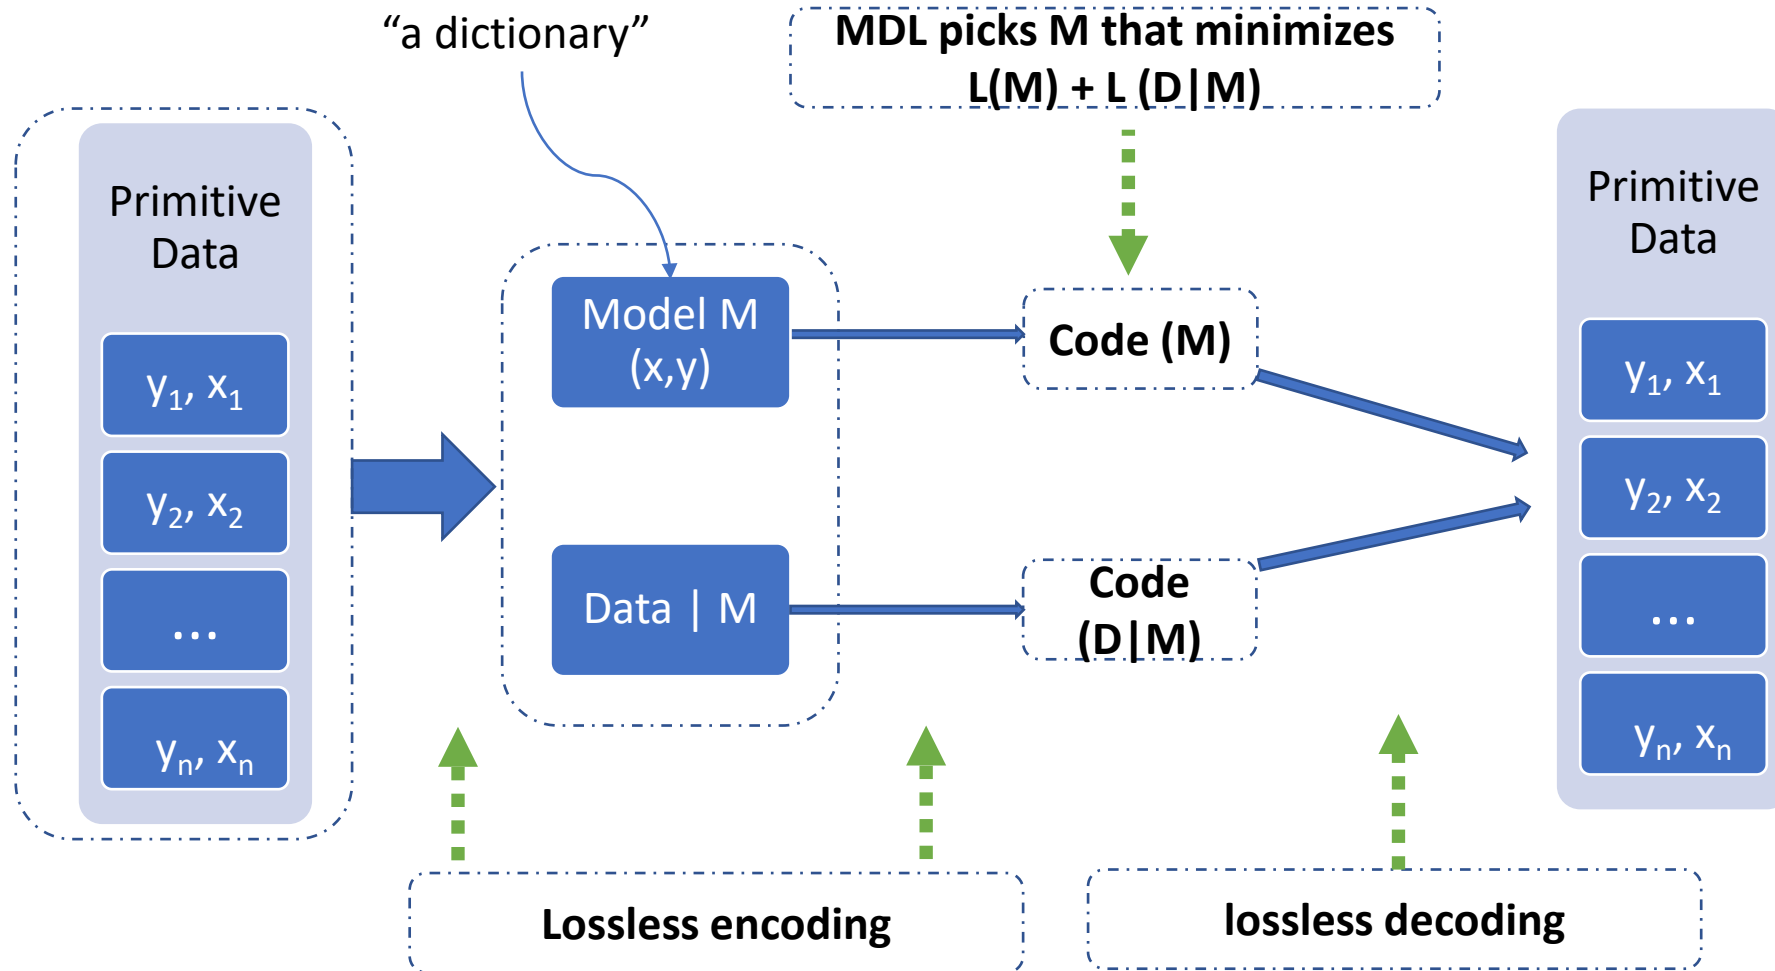 “a dictionary”
MDL picks M that minimizes
L(M) + L (D|M)
Primitive
Data
y₁, x₁
y₂, x₂
...
yₙ, xₙ
Model M
(x,y)
Data | M
Code (M)
Code
(D|M)
Primitive
Data
y₁, x₁
y₂, x₂
...
yₙ, xₙ
Lossless encoding
lossless decoding